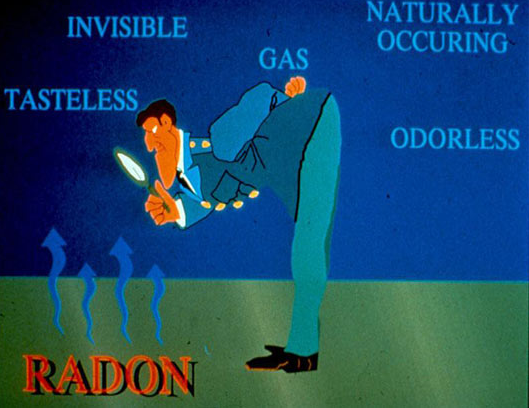 INVISIBLE
NATURALLY
OCCURING
GAS
TASTELESS
ODORLESS
RADON